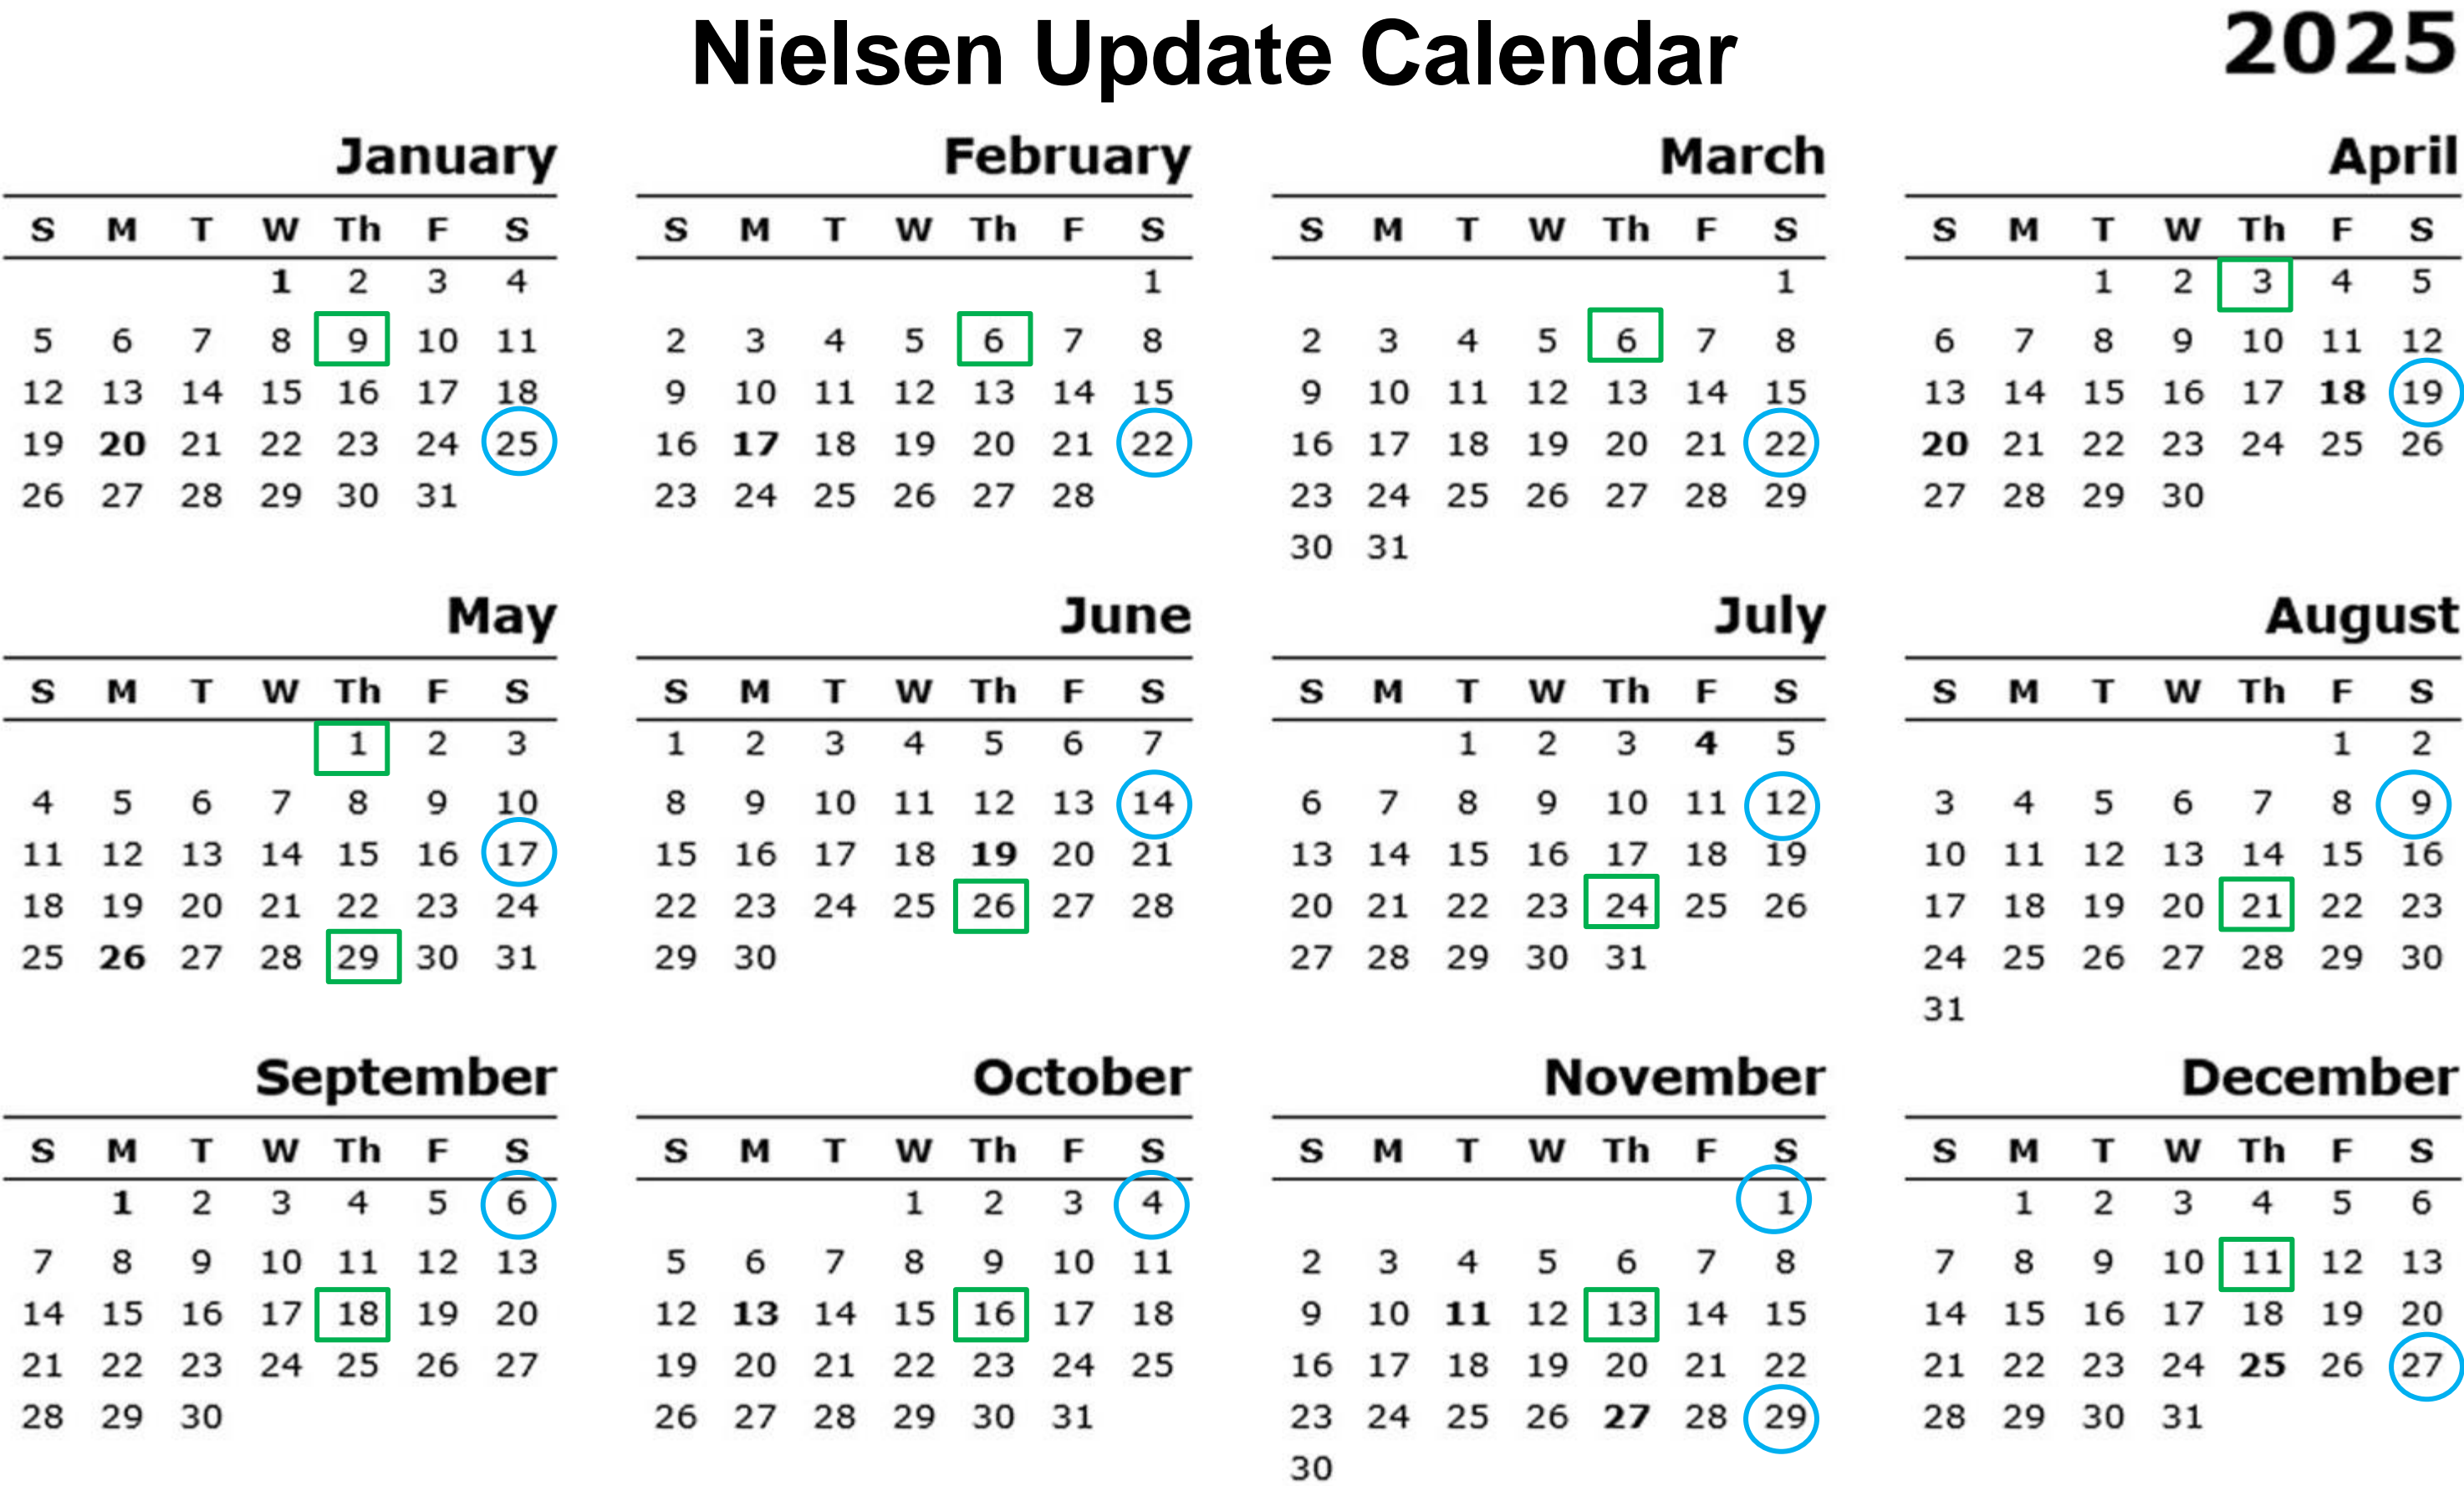 Nielsen Update Calendar 2025
January
S M T W Th F S
1 2 3 4
5 6 7 8 9 10 11
12 13 14 15 16 17 18
19 20 21 22 23 24 25
26 27 28 29 30 31
February
S M T W Th F S
1
2 3 4 5 6 7 8
9 10 11 12 13 14 15
16 17 18 19 20 21 22
23 24 25 26 27 28
March
S M T W Th F S
1
2 3 4 5 6 7 8
9 10 11 12 13 14 15
16 17 18 19 20 21 22
23 24 25 26 27 28 29
30 31
April
S M T W Th F S
1 2 3 4 5
6 7 8 9 10 11 12
13 14 15 16 17 18 19
20 21 22 23 24 25 26
27 28 29 30
May
S M T W Th F S
1 2 3
4 5 6 7 8 9 10
11 12 13 14 15 16 17
18 19 20 21 22 23 24
25 26 27 28 29 30 31
June
S M T W Th F S
1 2 3 4 5 6 7
8 9 10 11 12 13 14
15 16 17 18 19 20 21
22 23 24 25 26 27 28
29 30
July
S M T W Th F S
1 2 3 4 5
6 7 8 9 10 11 12
13 14 15 16 17 18 19
20 21 22 23 24 25 26
27 28 29 30 31
August
S M T W Th F S
1 2
3 4 5 6 7 8 9
10 11 12 13 14 15 16
17 18 19 20 21 22 23
24 25 26 27 28 29 30
31
September
S M T W Th F S
1 2 3 4 5 6
7 8 9 10 11 12 13
14 15 16 17 18 19 20
21 22 23 24 25 26 27
28 29 30
October
S M T W Th F S
1 2 3 4
5 6 7 8 9 10 11
12 13 14 15 16 17 18
19 20 21 22 23 24 25
26 27 28 29 30 31
November
S M T W Th F S
1
2 3 4 5 6 7 8
9 10 11 12 13 14 15
16 17 18 19 20 21 22
23 24 25 26 27 28 29
30
December
S M T W Th F S
1 2 3 4 5 6
7 8 9 10 11 12 13
14 15 16 17 18 19 20
21 22 23 24 25 26 27
28 29 30 31